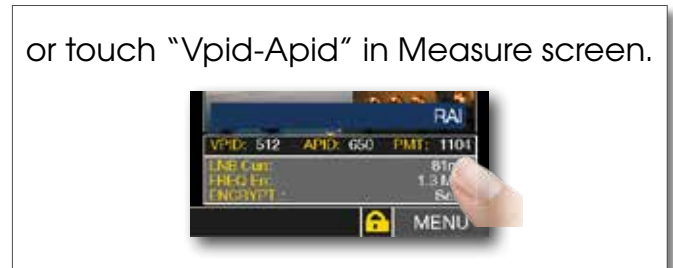 or touch “Vpid-Apid” in Measure screen.
RAI
VPID: 512 APID: 650 PMT: 1104
LNB Curr:
FREQ Err:
ENCRYPT.:
MENU